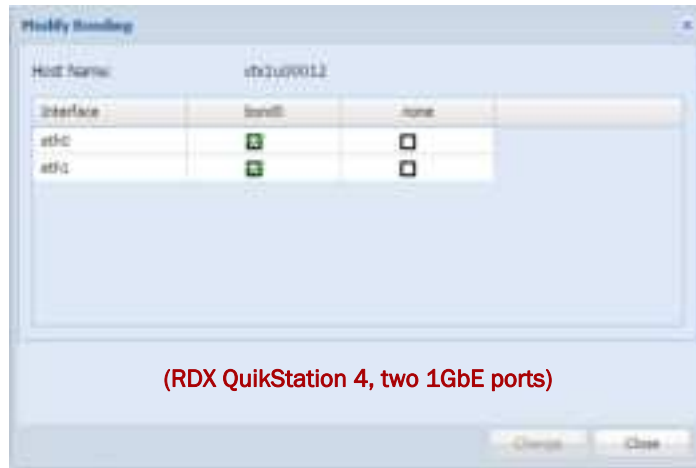 Modify Bonding
Host Name:
Interface bond0 none
eth0
eth1
(RDX QuikStation 4, two 1GbE ports)
Change Close